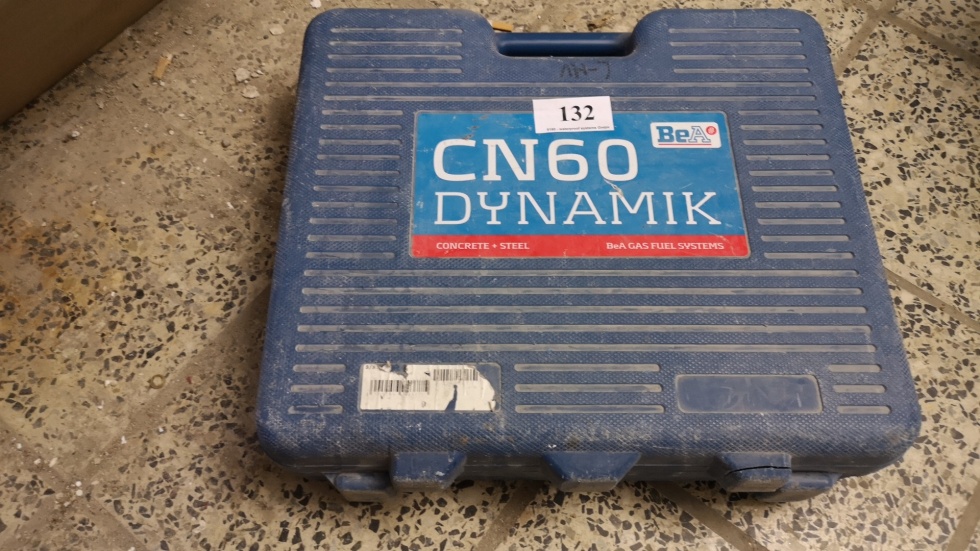 132
BeA
CN60
DYNAMIK
CONCRETE + STEEL
BeA GAS FUEL SYSTEMS